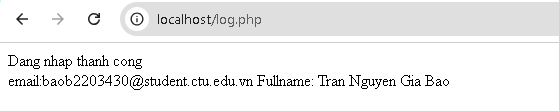 localhost/log.php
Dang nhap thanh cong
email:baob2203430@student.ctu.edu.vn Fullname: Tran Nguyen Gia Bao